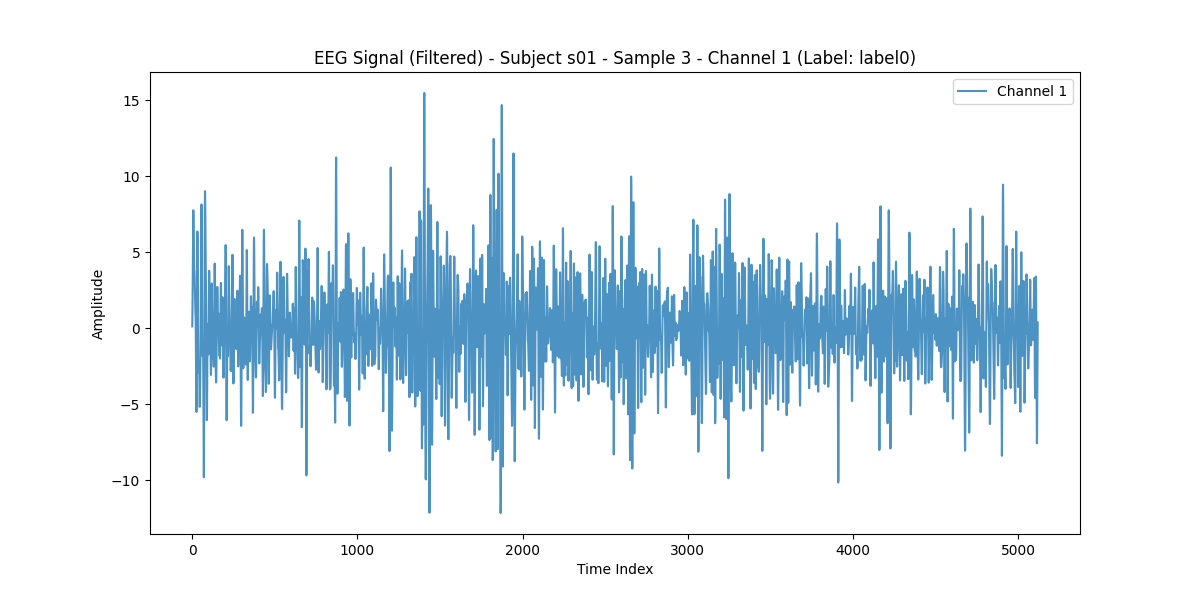 EEG Signal (Filtered) - Subject s01 - Sample 3 - Channel 1 (Label: label0)
Channel 1
15
10
5
0
−5
−10
Amplitude
0 1000 2000 3000 4000 5000
Time Index